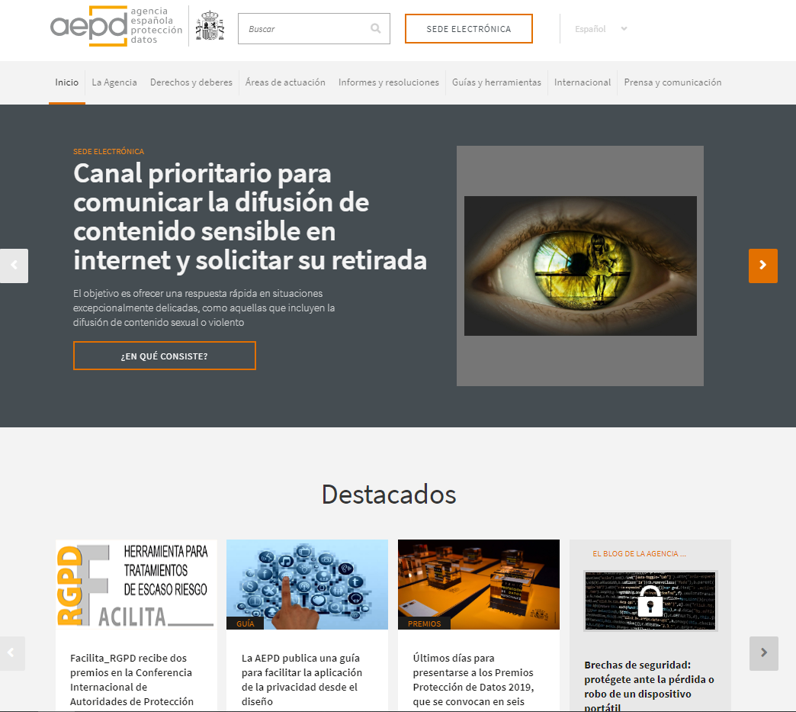 aepd
agencia
española
protección
datos
Buscar
SEDE ELECTRÓNICA
Español
Inicio
La Agencia
Derechos y deberes
Áreas de actuación
Informes y resoluciones
Guías y herramientas
Internacional
Prensa y comunicación
SEDE ELECTRÓNICA
Canal prioritario para
comunicar la difusión de
contenido sensible en
internet y solicitar su retirada
El objetivo es ofrecer una respuesta rápida en situaciones
excepcionalmente delicadas, como aquellas que incluyen la
difusión de contenido sexual o violento
¿EN QUÉ CONSISTE?
Destacados
RGPD
HERRAMIENTA PARA
TRATAMIENTOS
DE ESCASO RIESGO
FACILITA
Facilita_RGPD recibe dos
premios en la Conferencia
Internacional de
Autoridades de Protección
GUÍA
La AEPD publica una guía
para facilitar la aplicación
de la privacidad desde el
diseño
PREMIOS
Últimos días para
presentarse a los Premios
Protección de Datos 2019,
que se convocan en seis
EL BLOG DE LA AGENCIA ...
Brechas de seguridad:
protégete ante la pérdida o
robo de un dispositivo
portátil